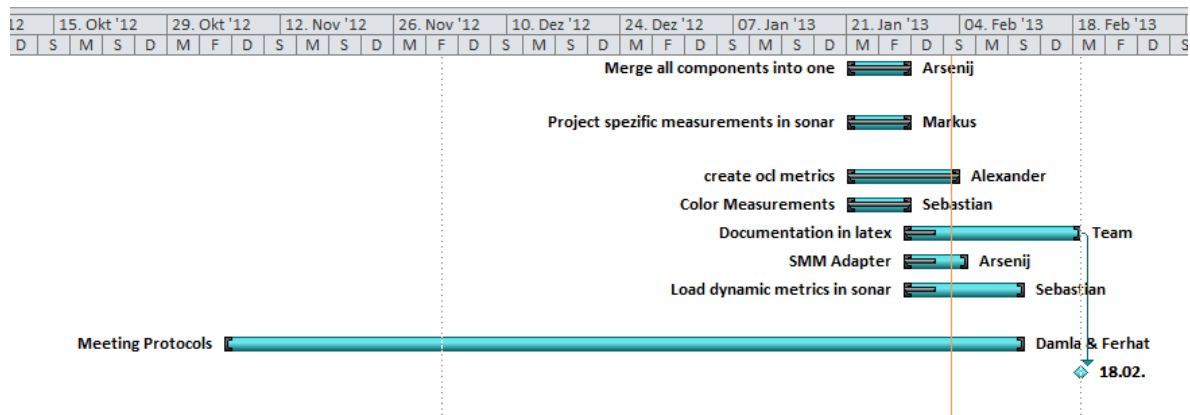 12 15. Okt '12 29. Okt '12 12. Nov '12 26. Nov '12 10. Dez '12 24. Dez '12 07. Jan '13 21. Jan '13 04. Feb '13 18. Feb '13
D S M S D M F D S M S D M F D S M S D M F D S M S D M F D S M S D M F D S
Merge all components into one Arsenij
Project spezific measurements in sonar Markus
create ocl metrics Alexander
Color Measurements Sebastian
Documentation in latex Team
SMM Adapter Arsenij
Load dynamic metrics in sonar Sebastian
Meeting Protocols Damla & Ferhat
18.02.